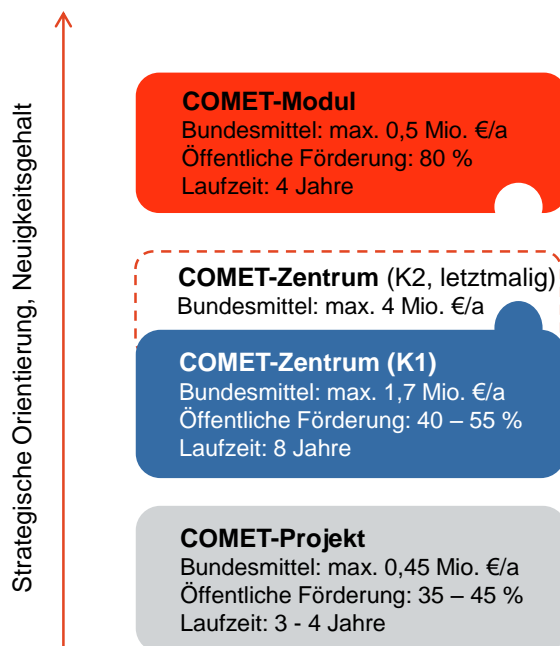 Strategische Orientierung, Neuigkeitsgehalt
COMET-Modul
Bundesmittel: max. 0,5 Mio. €/a
Öffentliche Förderung: 80 %
Laufzeit: 4 Jahre
COMET-Zentrum (K2, letztmalig)
Bundesmittel: max. 4 Mio. €/a
COMET-Zentrum (K1)
Bundesmittel: max. 1,7 Mio. €/a
Öffentliche Förderung: 40 – 55 %
Laufzeit: 8 Jahre
COMET-Projekt
Bundesmittel: max. 0,45 Mio. €/a
Öffentliche Förderung: 35 – 45 %
Laufzeit: 3 - 4 Jahre